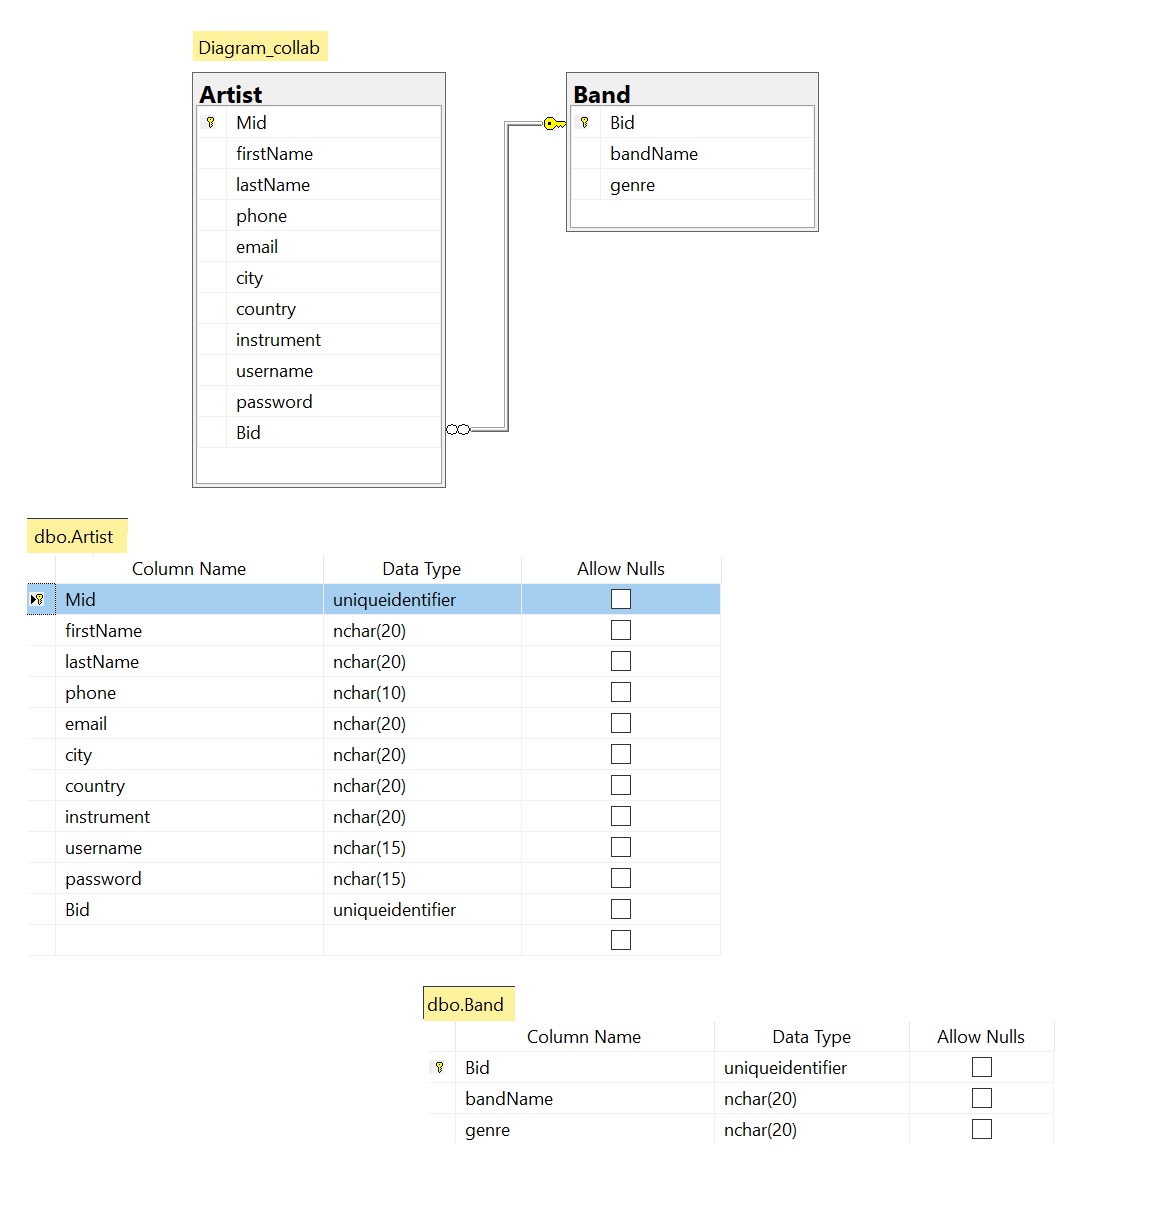 Diagram_collab
Artist
Mid
firstName
lastName
phone
email
city
country
instrument
username
password
Bid
Band
Bid
bandName
genre
dbo.Artist
Column Name Data Type Allow Nulls
Mid uniqueidentifier
firstName nchar(20)
lastName nchar(20)
phone nchar(10)
email nchar(20)
city nchar(20)
country nchar(20)
instrument nchar(20)
username nchar(15)
password nchar(15)
Bid uniqueidentifier
dbo.Band
Column Name Data Type Allow Nulls
Bid uniqueidentifier
bandName nchar(20)
genre nchar(20)